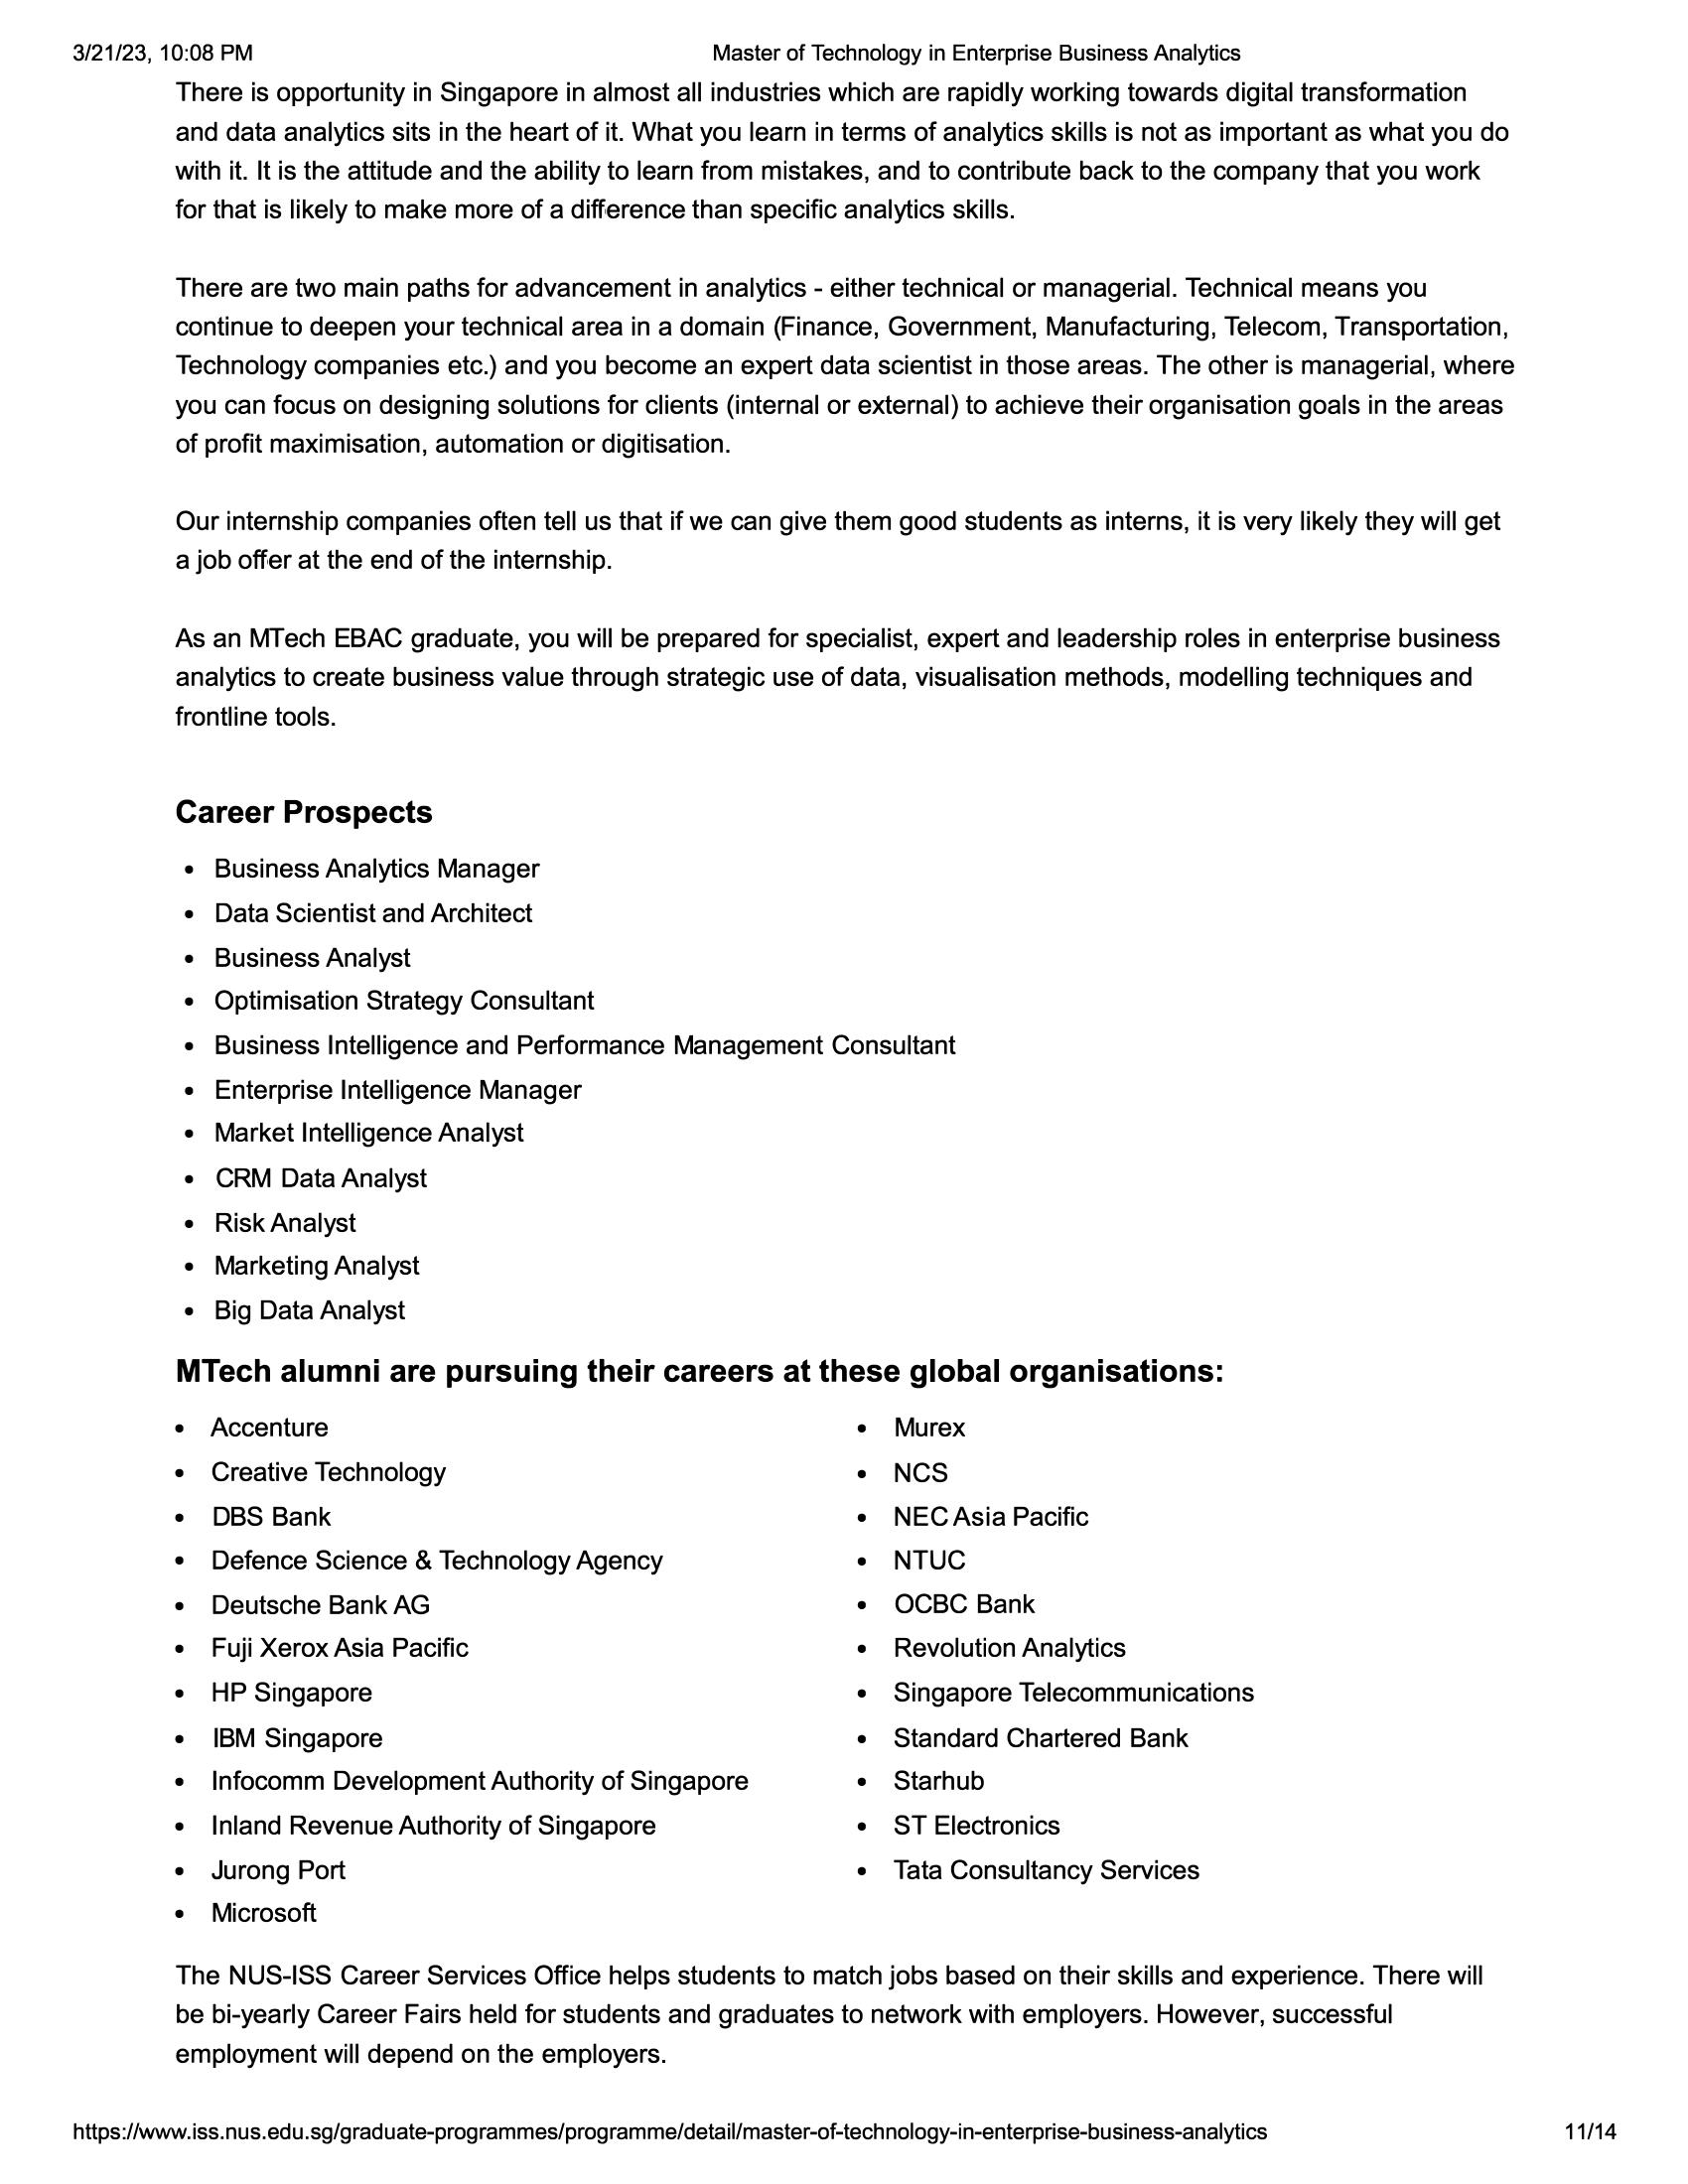 3/21/23, 10:08 PM
Master of Technology in Enterprise Business Analytics
There is opportunity in Singapore in almost all industries which are rapidly working towards digital transformation
and data analytics sits in the heart of it. What you learn in terms of analytics skills is not as important as what you do
with it. It is the attitude and the ability to learn from mistakes, and to contribute back to the company that you work
for that is likely to make more of a difference than specific analytics skills.
There are two main paths for advancement in analytics - either technical or managerial. Technical means you
continue to deepen your technical area in a domain (Finance, Government, Manufacturing, Telecom, Transportation,
Technology companies etc.) and you become an expert data scientist in those areas. The other is managerial, where
you can focus on designing solutions for clients (internal or external) to achieve their organisation goals in the areas
of profit maximisation, automation or digitisation.
Our internship companies often tell us that if we can give them good students as interns, it is very likely they will get
a job offer at the end of the internship.
As an MTech EBAC graduate, you will be prepared for specialist, expert and leadership roles in enterprise business
analytics to create business value through strategic use of data, visualisation methods, modelling techniques and
frontline tools.
Career Prospects
• Business Analytics Manager
• Data Scientist and Architect
• Business Analyst
• Optimisation Strategy Consultant
• Business Intelligence and Performance Management Consultant
• Enterprise Intelligence Manager
• Market Intelligence Analyst
• CRM Data Analyst
• Risk Analyst
• Marketing Analyst
• Big Data Analyst
MTech alumni are pursuing their careers at these global organisations:
• Accenture
• Creative Technology
• DBS Bank
• Defence Science & Technology Agency
• Deutsche Bank AG
• Fuji Xerox Asia Pacific
• HP Singapore
• IBM Singapore
• Infocomm Development Authority of Singapore
• Inland Revenue Authority of Singapore
• Jurong Port
• Microsoft
• Murex
• NCS
• NEC Asia Pacific
• NTUC
• OCBC Bank
• Revolution Analytics
• Singapore Telecommunications
• Standard Chartered Bank
• Starhub
• ST Electronics
• Tata Consultancy Services
The NUS-ISS Career Services Office helps students to match jobs based on their skills and experience. There will
be bi-yearly Career Fairs held for students and graduates to network with employers. However, successful
employment will depend on the employers.
https://www.iss.nus.edu.sg/graduate-programmes/programme/detail/master-of-technology-in-enterprise-business-analytics
11/14